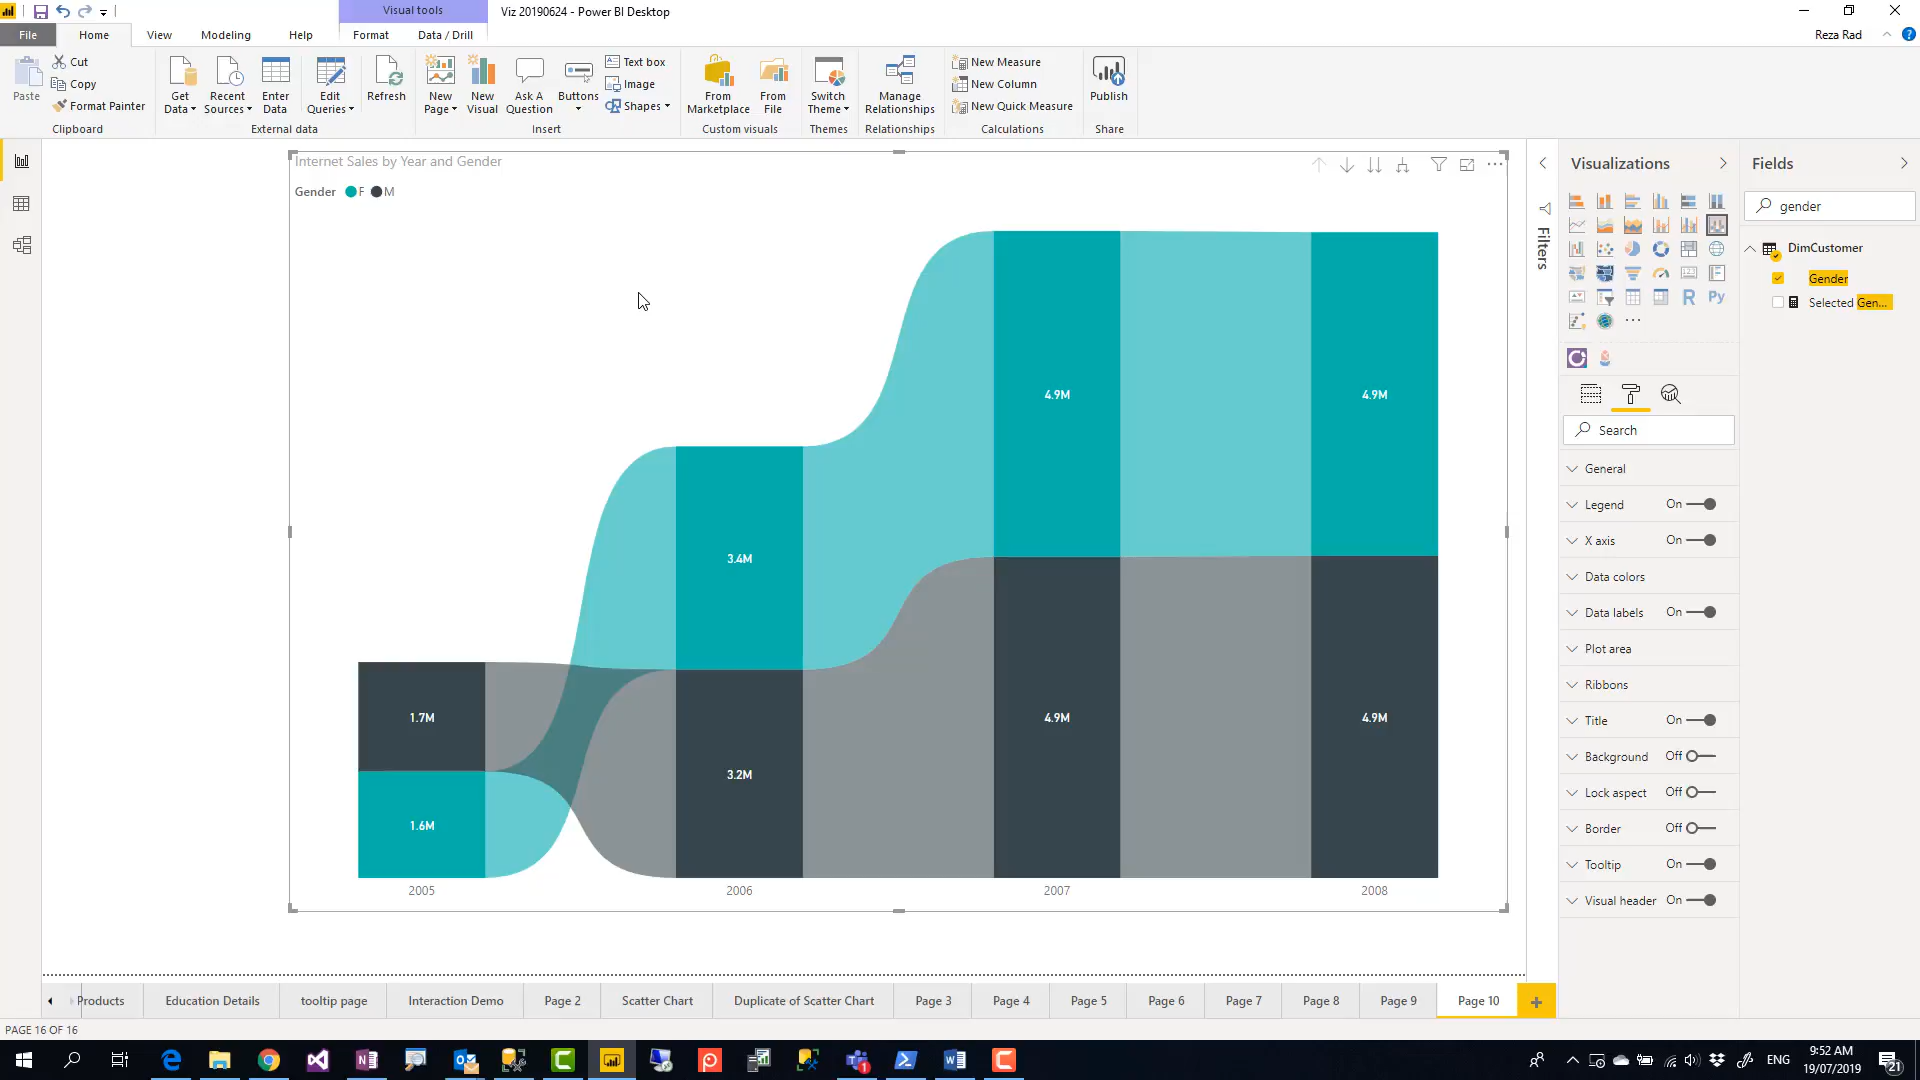 Visual tools
Viz 20190624 - Power BI Desktop
File
Home
View
Modeling
Help
Format
Data / Drill
Reza Rad
Paste
Cut
Copy
Format Painter
Clipboard
Get Data
Recent Sources
Enter Data
Edit Queries
Refresh
External data
New Page
New Visual
Ask A Question
Buttons
Text box
Image
Shapes
Insert
From Marketplace
From File
Custom visuals
Switch Theme
Themes
Manage Relationships
Relationships
New Measure
New Column
New Quick Measure
Calculations
Publish
Share
Internet Sales by Year and Gender
Gender F M
4.9M
4.9M
3.4M
1.7M
3.2M
4.9M
4.9M
1.6M
2005
2006
2007
2008
Filters
Visualizations
R
Py
Search
General
Legend On
X axis On
Data colors
Data labels On
Plot area
Ribbons
Title On
Background Off
Lock aspect Off
Border Off
Tooltip On
Visual header On
Fields
gender
DimCustomer
Gender
Selected Gen...
Products
Education Details
tooltip page
Interaction Demo
Page 2
Scatter Chart
Duplicate of Scatter Chart
Page 3
Page 4
Page 5
Page 6
Page 7
Page 8
Page 9
Page 10
PAGE 16 OF 16
ENG
9:52 AM
19/07/2019
21